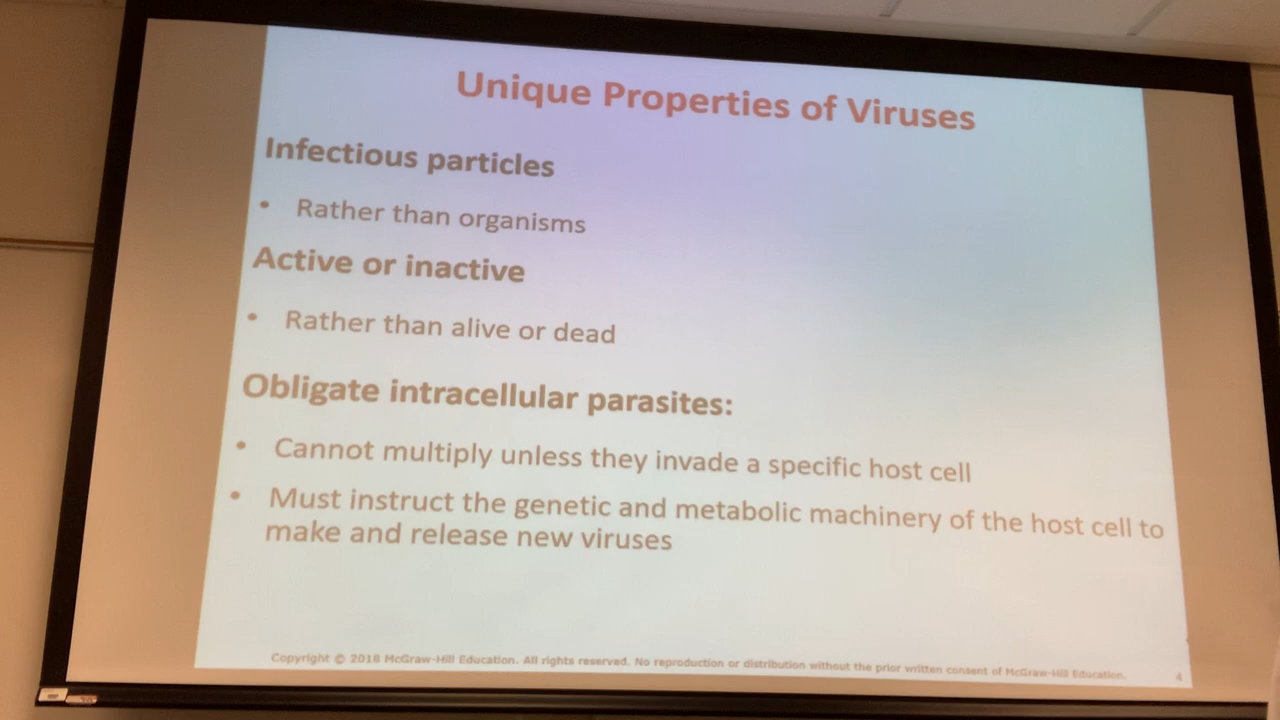 Unique Properties of Viruses
Infectious particles
• Rather than organisms
Active or inactive
• Rather than alive or dead
Obligate intracellular parasites:
• Cannot multiply unless they invade a specific host cell
• Must instruct the genetic and metabolic machinery of the host cell to
make and release new viruses
Copyright © 2018 McGraw-Hill Education. All rights reserved. No reproduction or distribution without the prior written consent of McGraw-Hill Education.
4